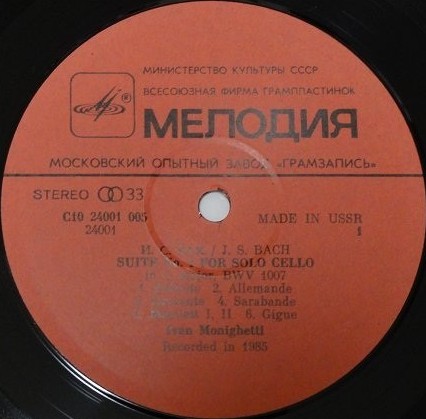 МИНИСТЕРСТВО КУЛЬТУРЫ СССР
ВСЕСОЮЗНАЯ ФИРМА ГРАМПЛАСТИНОК
МЕЛОДИЯ
МОСКОВСКИЙ ОПЫТНЫЙ ЗАВОД «ГРАМЗАПИСЬ»
STEREO 33
С10 24001 005 MADE IN USSR
24001 1
И. С. / J. S. BACH
SUITE FOR SOLO CELLO
BWV 1007
2. Allemande
4. Sarabande
I, II 6. Gigue
Ivan Monighetti
Recorded in 1985